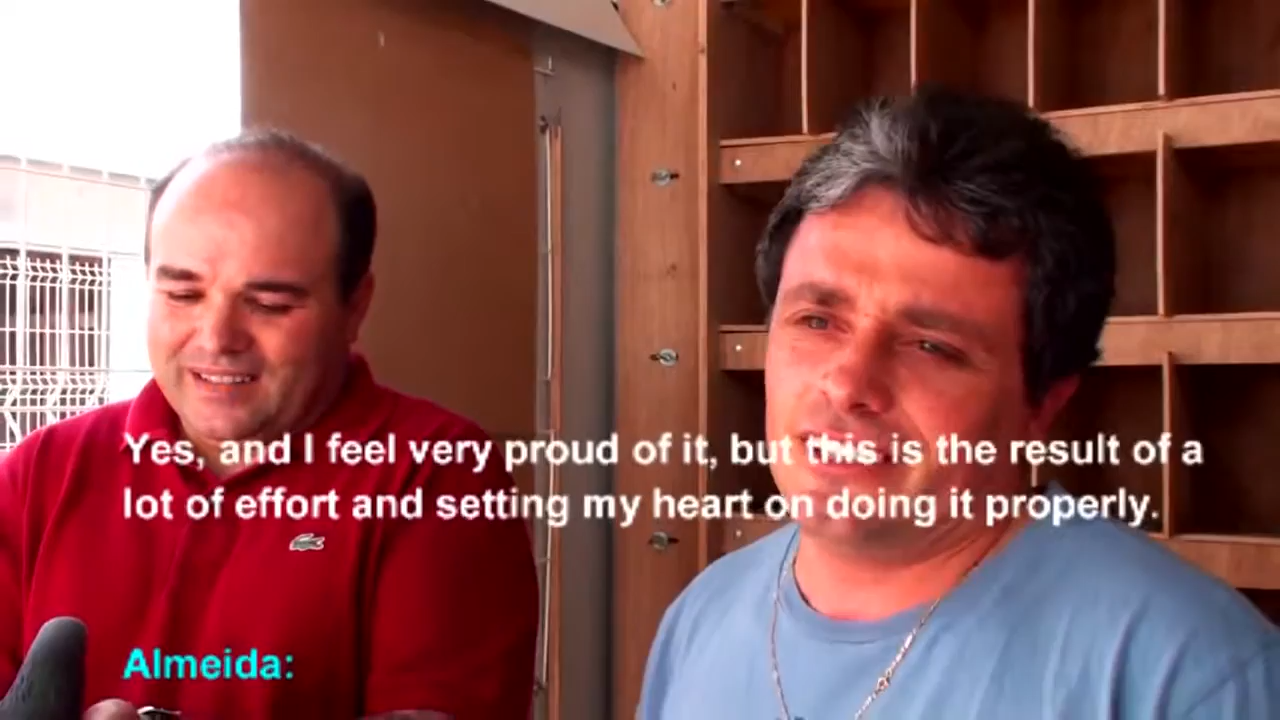 Yes, and I feel very proud of it, but this is the result of a
lot of effort and setting my heart on doing it properly.
Almeida: